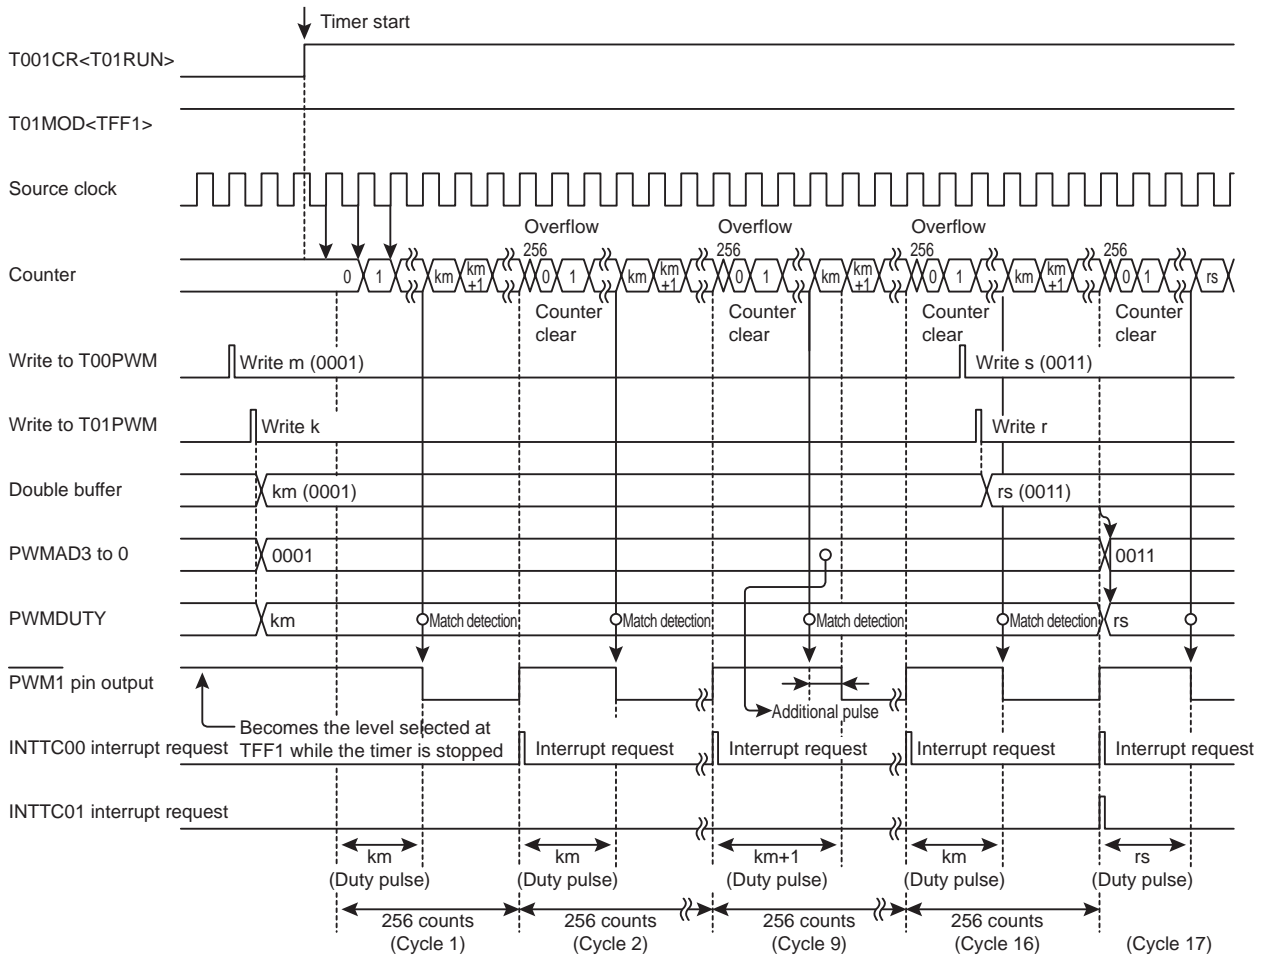 Timer start
T001CR<T01RUN>
T01MOD<TFF1>
Source clock
Overflow Overflow Overflow
256 256 256 256
Counter 0 1 km km +1 0 1 km km +1 0 1 km km +1 0 1 km km +1 0 1 rs
Counter clear Counter clear Counter clear Counter clear
Write to T00PWM Write m (0001) Write s (0011)
Write to T01PWM Write k Write r
Double buffer km (0001) rs (0011)
PWMAD3 to 0 0001 0011
PWMDUTY km Match detection Match detection Match detection Match detection rs
PWM1 pin output
Additional pulse
Becomes the level selected at
TFF1 while the timer is stopped
INTTC00 interrupt request Interrupt request Interrupt request Interrupt request Interrupt request
INTTC01 interrupt request
km km km+1 km rs
(Duty pulse) (Duty pulse) (Duty pulse) (Duty pulse) (Duty pulse)
256 counts 256 counts 256 counts 256 counts
(Cycle 1) (Cycle 2) (Cycle 9) (Cycle 16) (Cycle 17)